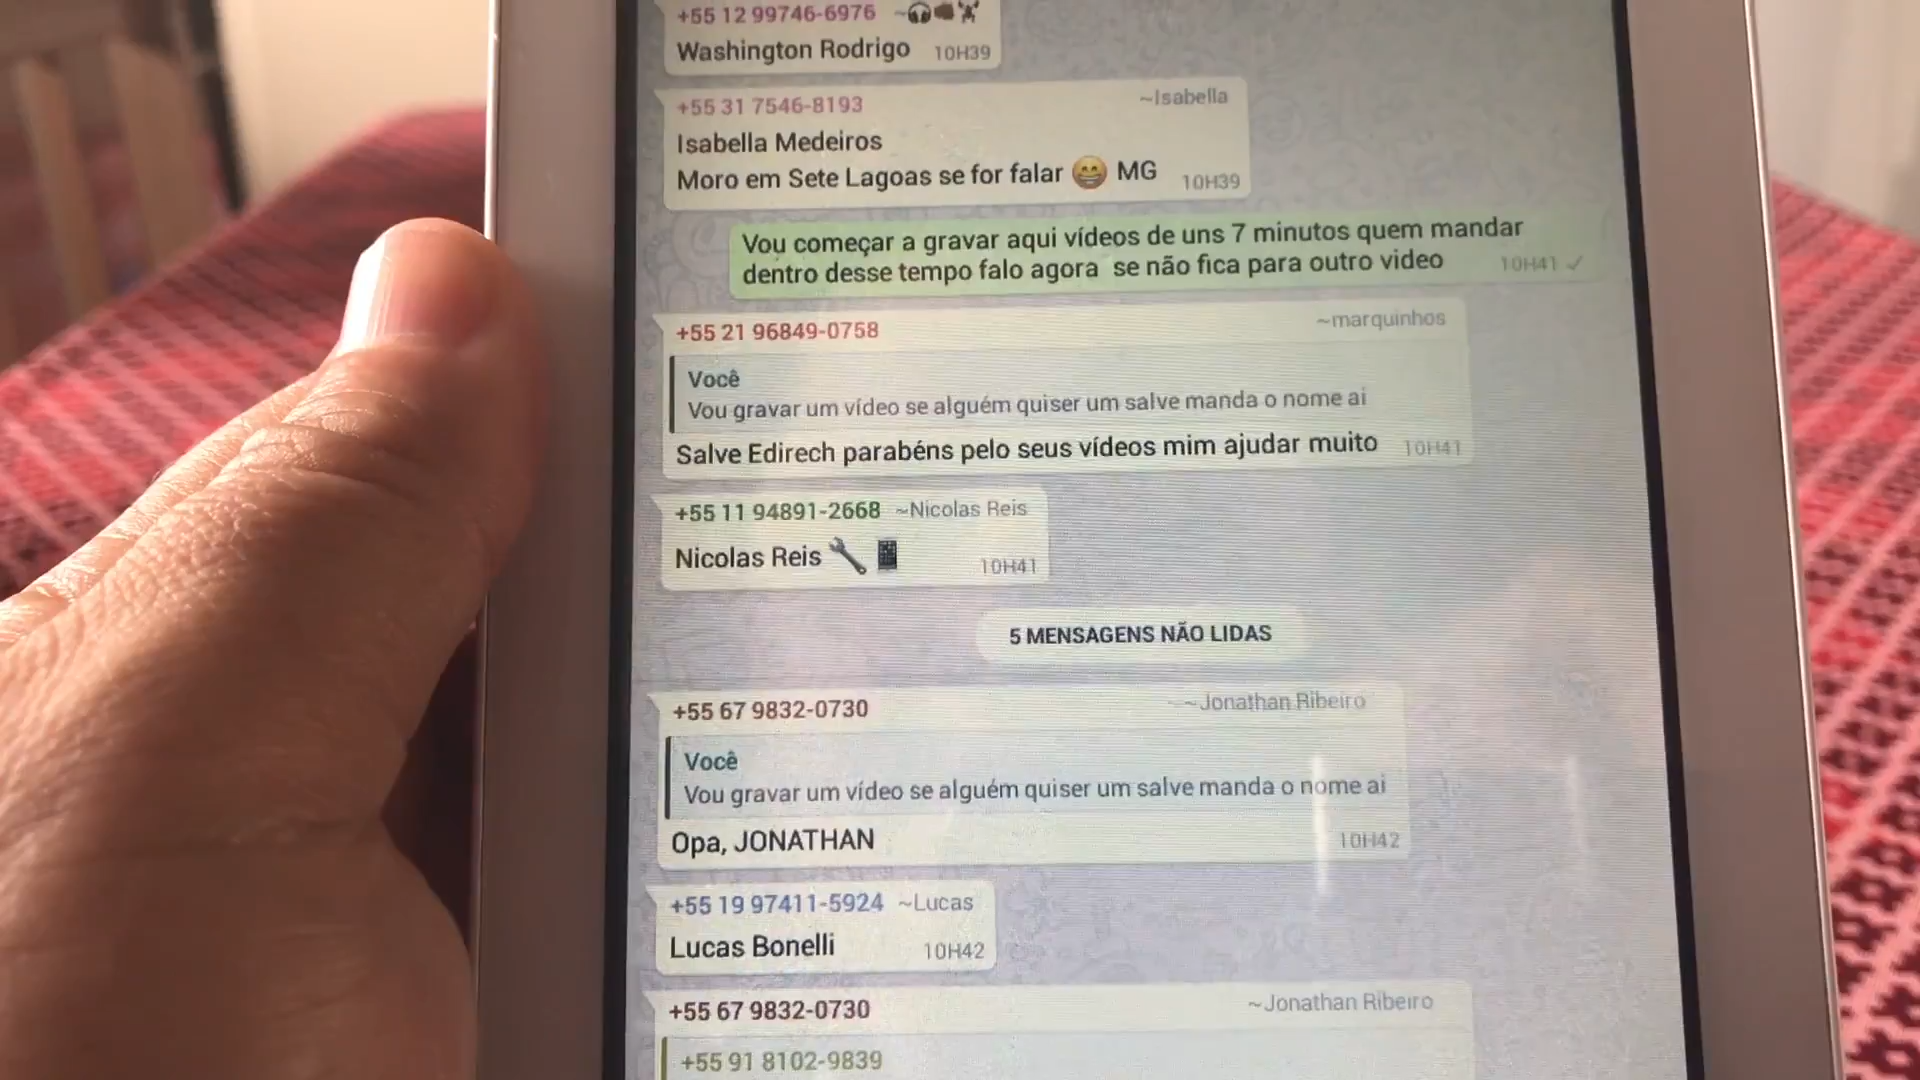 +55 12 99746-6976 ~🎧👊🏋
Washington Rodrigo 10H39
+55 31 7546-8193 ~Isabella
Isabella Medeiros
Moro em Sete Lagoas se for falar 😁 MG 10H39
Vou começar a gravar aqui vídeos de uns 7 minutos quem mandar
dentro desse tempo falo agora se não fica para outro video 10H41
+55 21 96849-0758 ~marquinhos
Você
Vou gravar um vídeo se alguém quiser um salve manda o nome ai
Salve Edirech parabéns pelo seus vídeos mim ajudar muito 10H41
+55 11 94891-2668 ~Nicolas Reis
Nicolas Reis 🔧 📱 10H41
5 MENSAGENS NÃO LIDAS
+55 67 9832-0730 ~Jonathan Ribeiro
Você
Vou gravar um vídeo se alguém quiser um salve manda o nome ai
Opa, JONATHAN 10H42
+55 19 97411-5924 ~Lucas
Lucas Bonelli 10H42
+55 67 9832-0730 ~Jonathan Ribeiro
+55 91 8102-9839